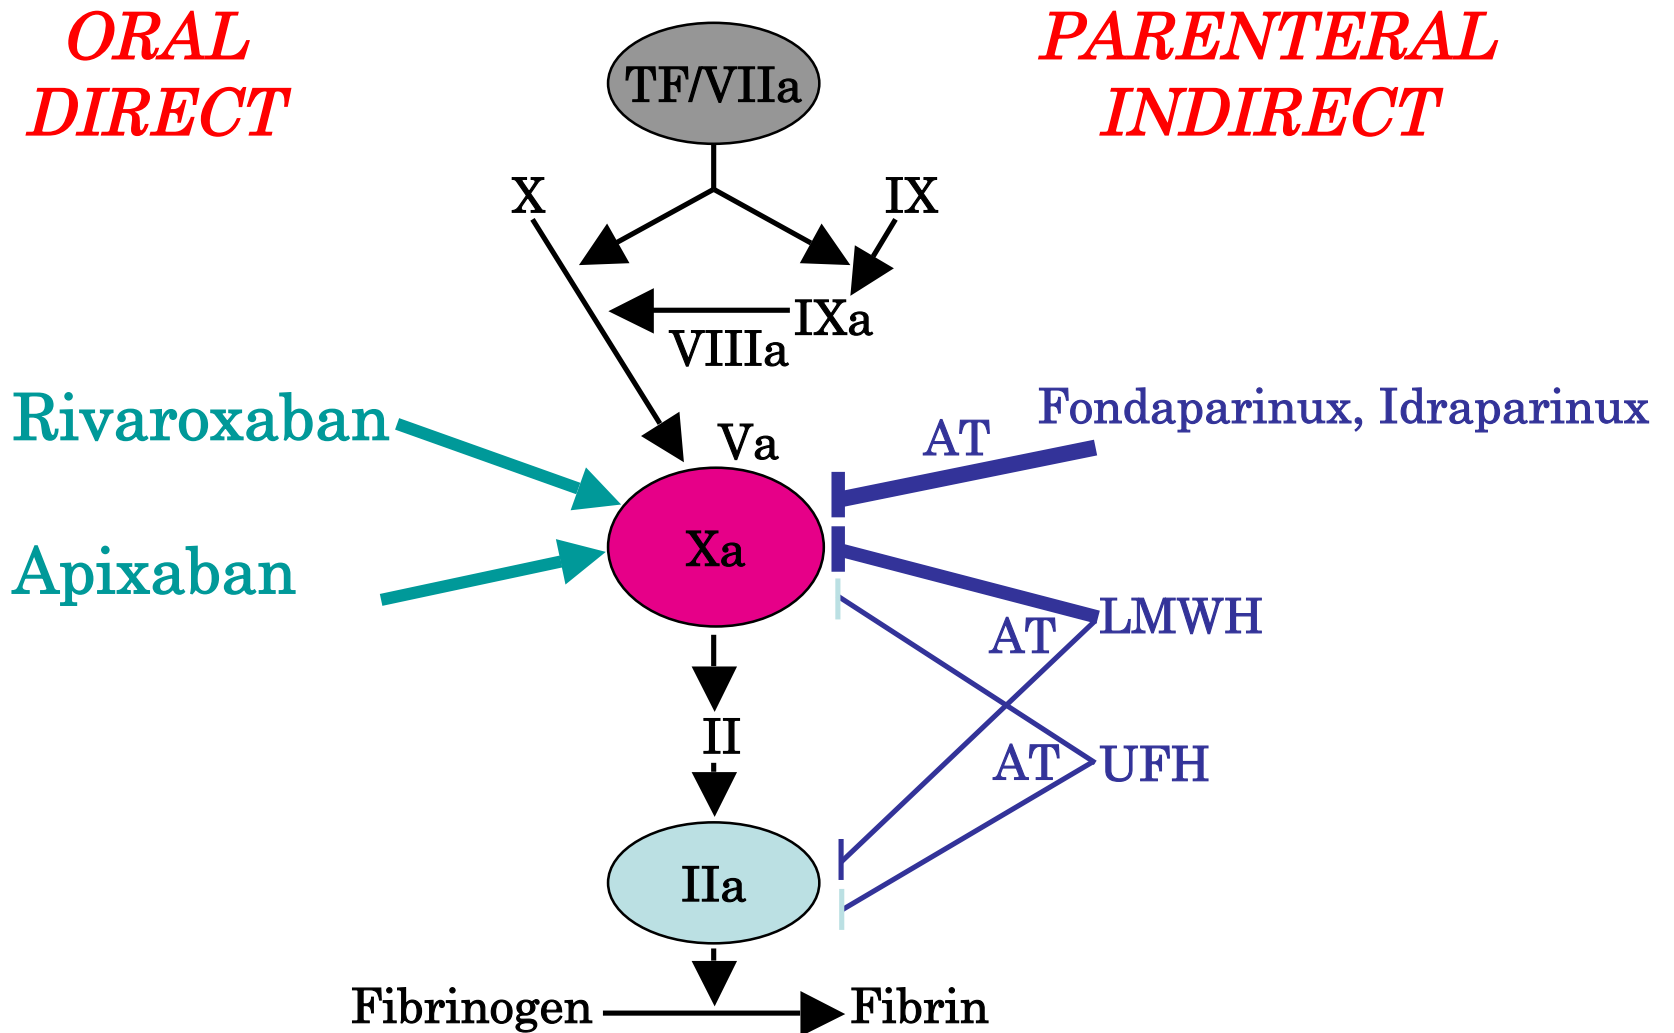 ORAL
DIRECT
PARENTERAL
INDIRECT
TF/VIIa
X
IX
IXa
VIIIa
Rivaroxaban
Fondaparinux, Idraparinux
AT
Va
Xa
Apixaban
LMWH
AT
II
AT
UFH
IIa
Fibrinogen
Fibrin